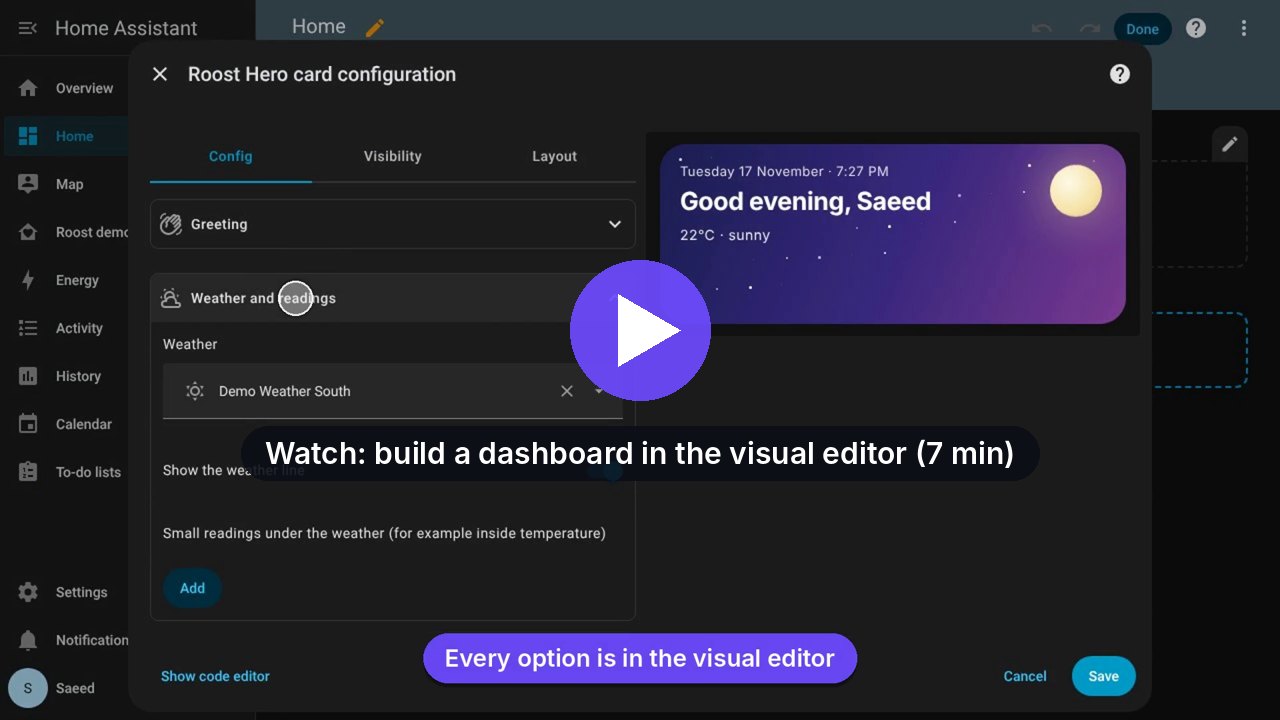 Home Assistant
Home
Done
Roost Hero card configuration
Overview
Home
Map
Roost demo
Energy
Activity
History
Calendar
To-do lists
Settings
Notification
S
Saeed
Config
Visibility
Layout
Greeting
Weather and readings
Weather
Demo Weather South
Show the weather line
Small readings under the weather (for example inside temperature)
Add
Show code editor
Cancel
Save
Tuesday 17 November · 7:27 PM
Good evening, Saeed
22°C · sunny
Watch: build a dashboard in the visual editor (7 min)
Every option is in the visual editor